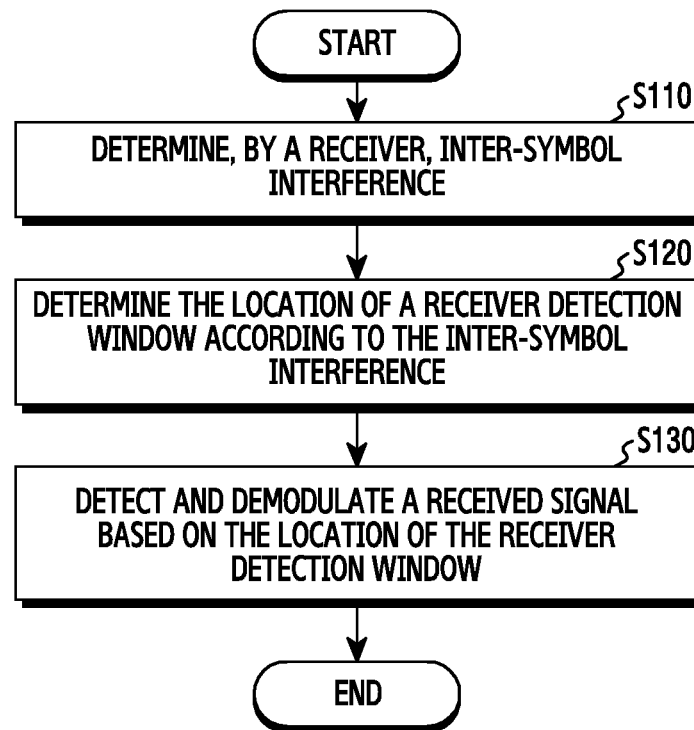 START
S110
DETERMINE, BY A RECEIVER, INTER-SYMBOL
INTERFERENCE
S120
DETERMINE THE LOCATION OF A RECEIVER DETECTION
WINDOW ACCORDING TO THE INTER-SYMBOL
INTERFERENCE
S130
DETECT AND DEMODULATE A RECEIVED SIGNAL
BASED ON THE LOCATION OF THE RECEIVER
DETECTION WINDOW
END